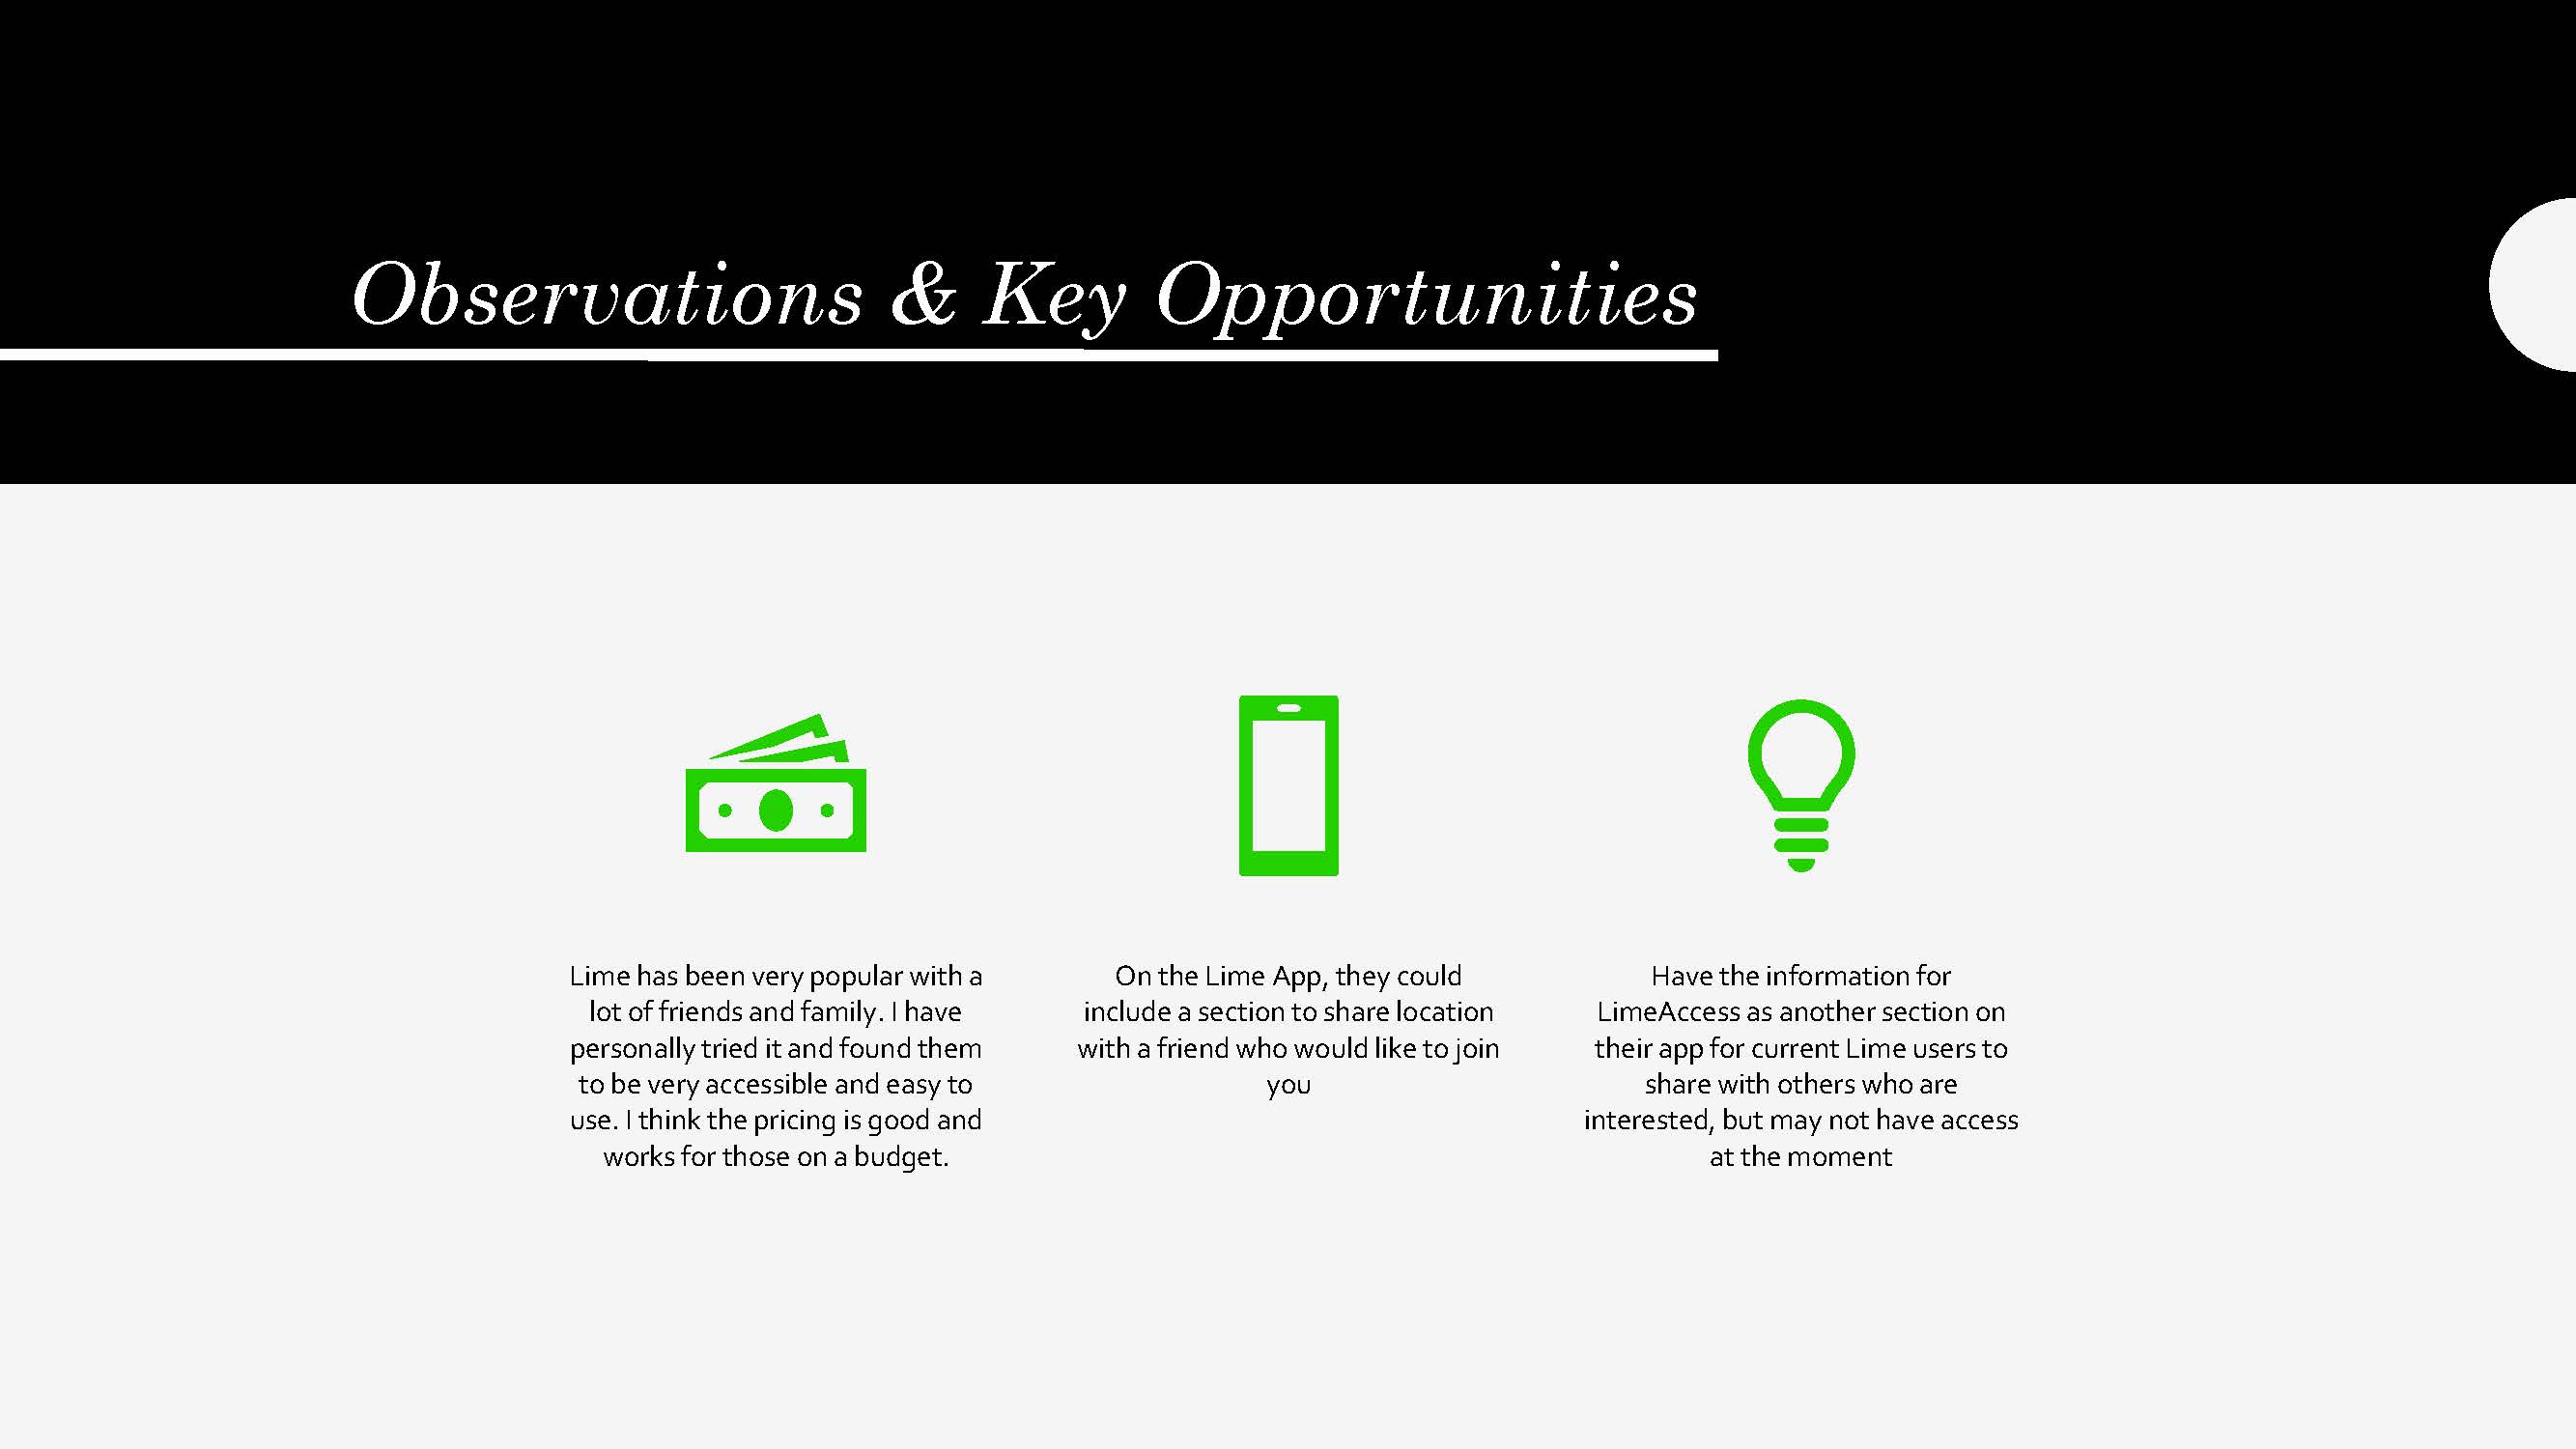 Observations & Key Opportunities
Lime has been very popular with a
lot of friends and family. I have
personally tried it and found them
to be very accessible and easy to
use. I think the pricing is good and
works for those on a budget.
On the Lime App, they could
include a section to share location
with a friend who would like to join
you
Have the information for
LimeAccess as another section on
their app for current Lime users to
share with others who are
interested, but may not have access
at the moment